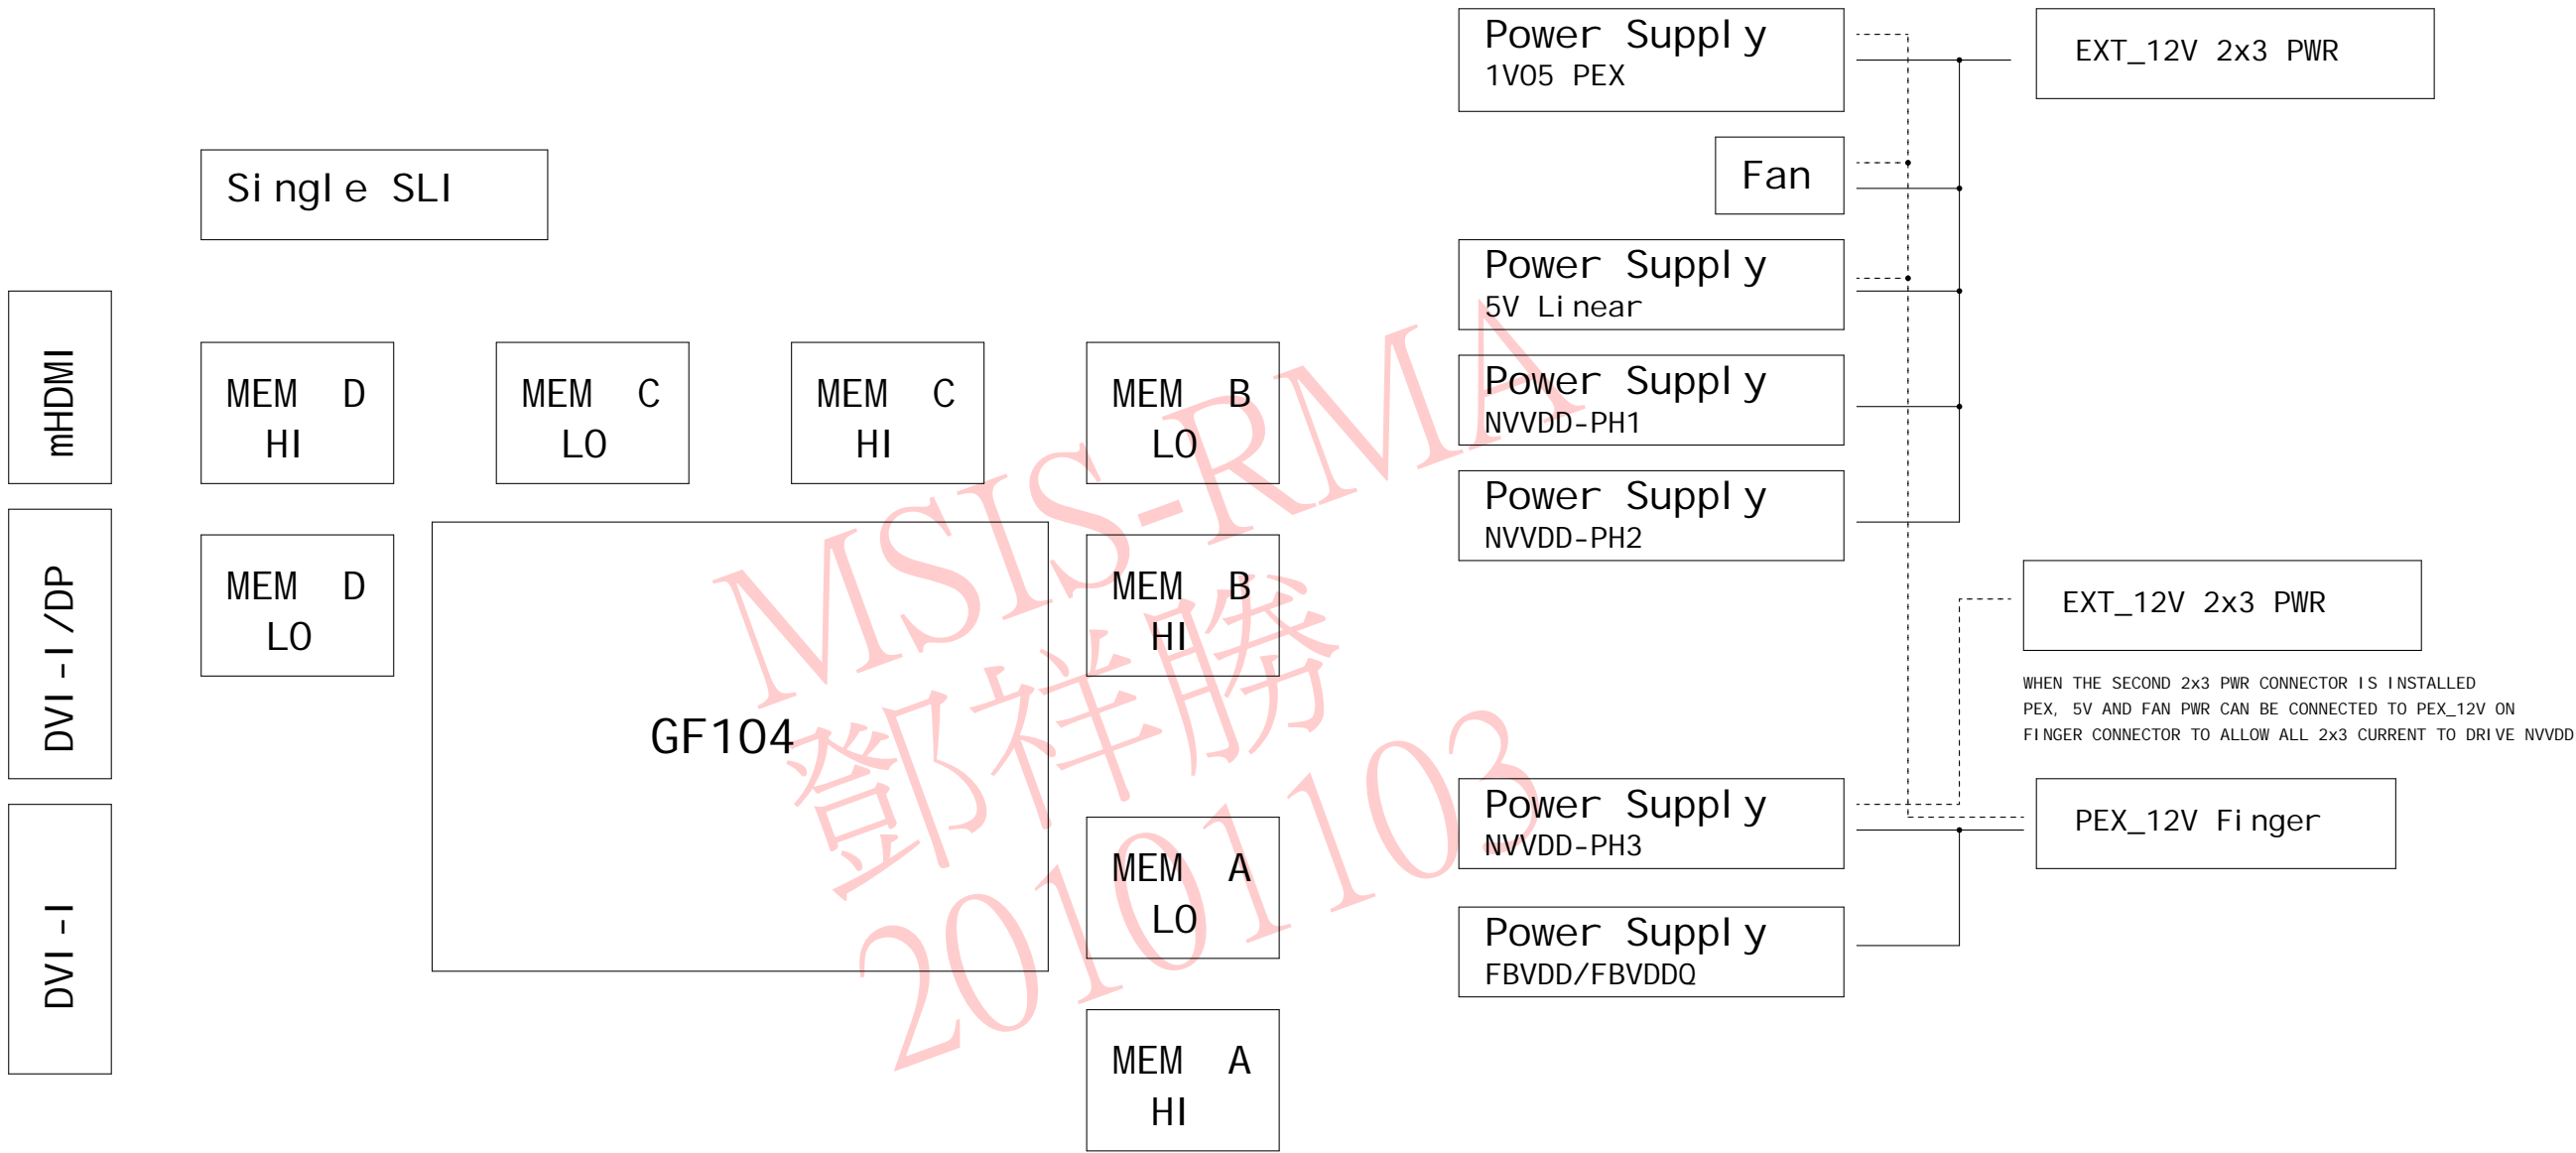 Power Supply
1V05 PEX
EXT_12V 2x3 PWR
Single SLI
Fan
Power Supply
5V Linear
mHDMI
MEM D
HI
MEM C
LO
MEM C
HI
MEM B
LO
Power Supply
NVVDD-PH1
Power Supply
NVVDD-PH2
DVI-I/DP
MEM D
LO
GF104
MEM B
HI
EXT_12V 2x3 PWR
WHEN THE SECOND 2x3 PWR CONNECTOR IS INSTALLED
PEX, 5V AND FAN PWR CAN BE CONNECTED TO PEX_12V ON
FINGER CONNECTOR TO ALLOW ALL 2x3 CURRENT TO DRIVE NVVDD
DVI-I
MEM A
LO
MEM A
HI
Power Supply
NVVDD-PH3
PEX_12V Finger
Power Supply
FBVDD/FBVDDQ
MSIS-RMA
鄧祥勝
20101103